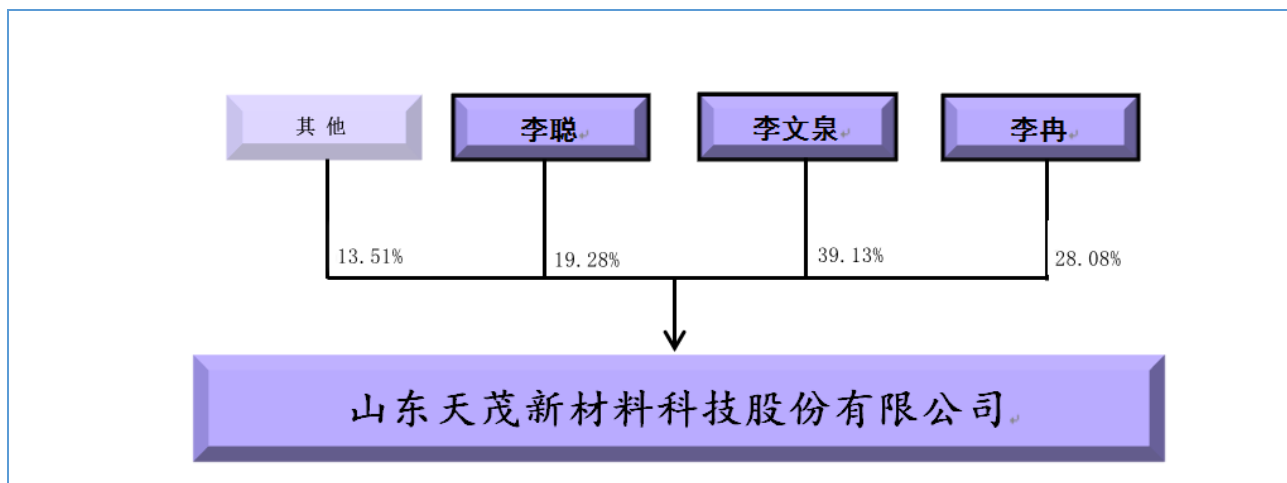 其 他
李聪
李文泉
李冉
13.51%
19.28%
39.13%
28.08%
山东天茂新材料科技股份有限公司